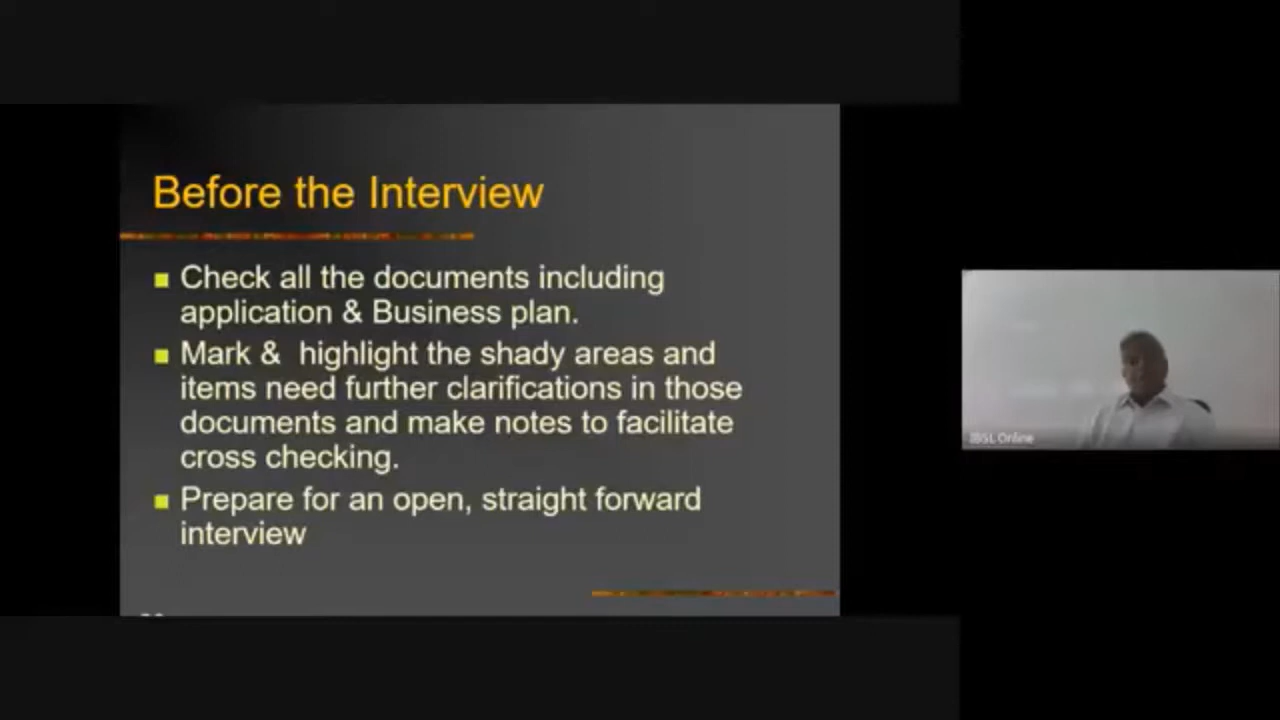 Before the Interview
Check all the documents including
application & Business plan.
Mark & highlight the shady areas and
items need further clarifications in those
documents and make notes to facilitate
cross checking.
Prepare for an open, straight forward
interview
IBSL Online